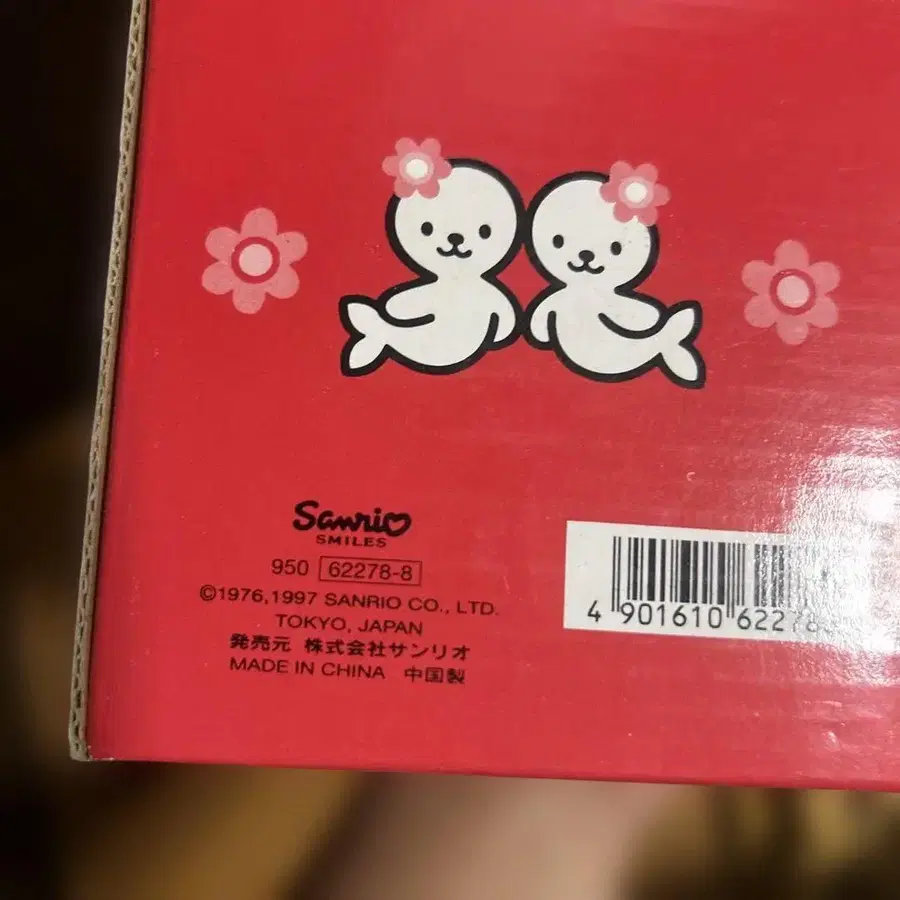 Sanrio
SMILES
950 62278-8
©1976,1997 SANRIO CO., LTD.
TOKYO, JAPAN
発売元 株式会社サンリオ
MADE IN CHINA 中国製
4 901610 6227